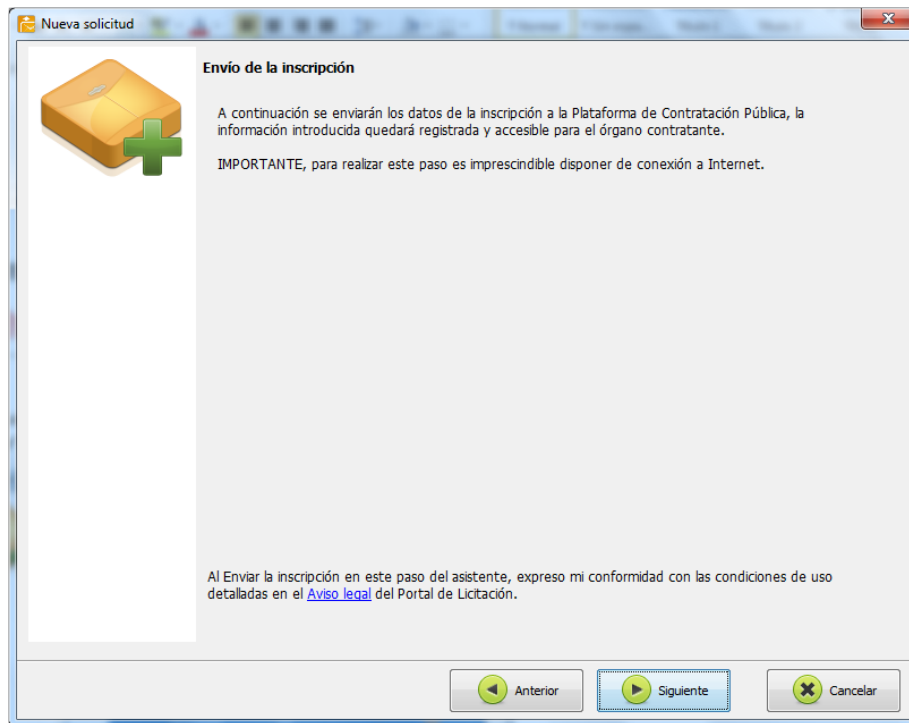 Nueva solicitud
Envío de la inscripción
A continuación se enviarán los datos de la inscripción a la Plataforma de Contratación Pública, la
información introducida quedará registrada y accesible para el órgano contratante.
IMPORTANTE, para realizar este paso es imprescindible disponer de conexión a Internet.
Al Enviar la inscripción en este paso del asistente, expreso mi conformidad con las condiciones de uso
detalladas en el Aviso legal del Portal de Licitación.
Anterior Siguiente Cancelar